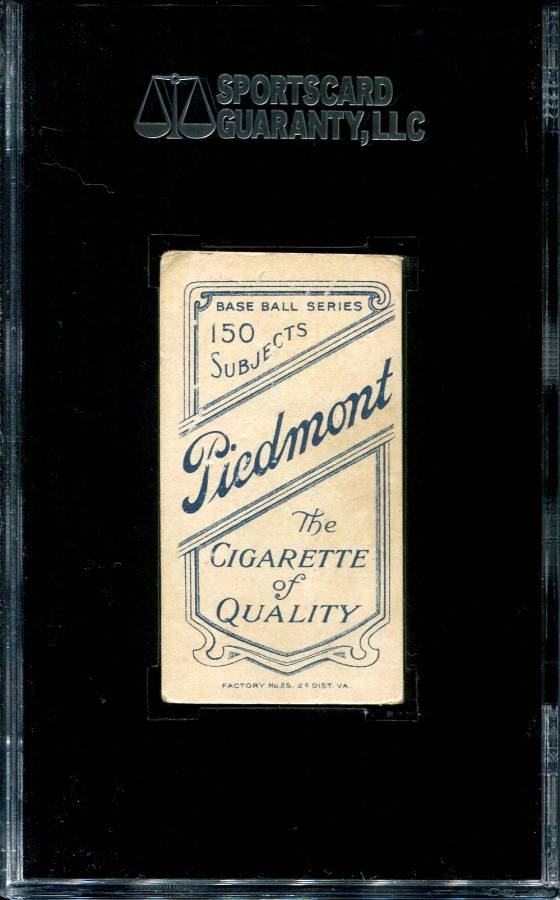 SPORTSCARD
GUARANTY, LLC
BASE BALL SERIES
150
SUBJECTS
Piedmont
The
CIGARETTE
of
QUALITY
FACTORY No. 25. 2d DIST. VA.